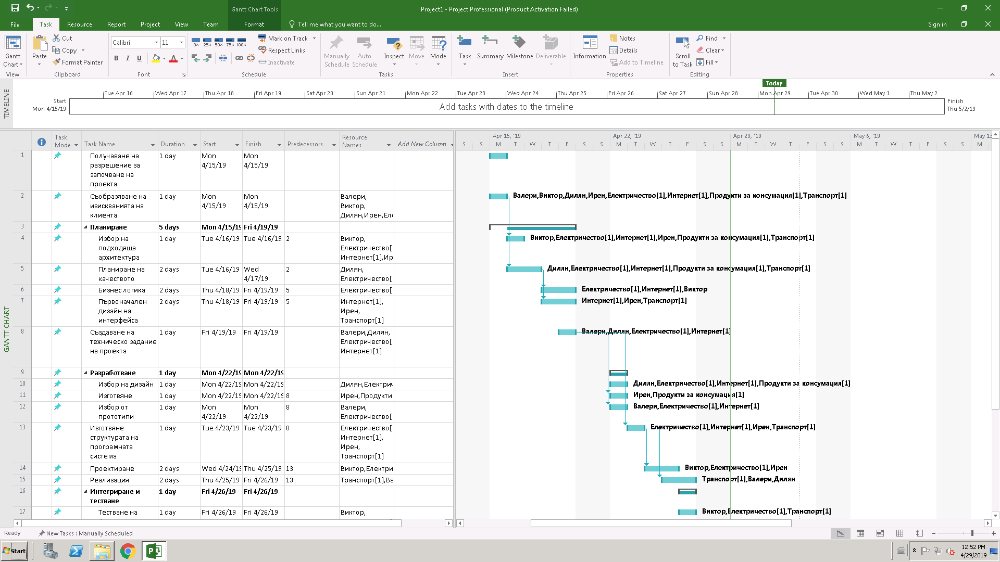 Gantt Chart Tools
Project1 - Project Professional (Product Activation Failed)
File Task Resource Report Project View Team Format Tell me what you want to do... Sign in
Gantt Chart
Paste
Cut
Copy
Format Painter
Calibri 11
B I U
0% 25% 50% 75% 100%
Mark on Track
Respect Links
Inactivate
Manually Schedule
Auto Schedule
Inspect
Move
Mode
Task
Summary
Milestone
Deliverable
Information
Notes
Details
Add to Timeline
Scroll to Task
Find
Clear
Fill
View Clipboard Font Schedule Tasks Insert Properties Editing
TIMELINE
Today
Start
Mon 4/15/19
Tue Apr 16 Wed Apr 17 Thu Apr 18 Fri Apr 19 Sat Apr 20 Sun Apr 21 Mon Apr 22 Tue Apr 23 Wed Apr 24 Thu Apr 25 Fri Apr 26 Sat Apr 27 Sun Apr 28 Mon Apr 29 Tue Apr 30 Wed May 1 Thu May 2
Add tasks with dates to the timeline
Finish
Thu 5/2/19
GANTT CHART
Task Mode Task Name Duration Start Finish Predecessors Resource Names Add New Column
Apr 15, '19 Apr 22, '19 Apr 29, '19 May 6, '19 May 13
S S M T W T F S S M T W T F S S M T W T F S S M T W T F S S M
1 Получаване на разрешение за започване на проекта 1 day Mon 4/15/19 Mon 4/15/19
2 Съобразяване на изискванията на клиента 1 day Mon 4/15/19 Mon 4/15/19 Валери, Виктор, Дилян,Ирен,Еле
Валери,Виктор,Дилян,Ирен,Електричество[1],Интернет[1],Продукти за консумация[1],Транспорт[1]
3 Планиране 5 days Mon 4/15/19 Fri 4/19/19
4 Избор на подходяща архитектура 1 day Tue 4/16/19 Tue 4/16/19 2 Виктор, Електричество[ Интернет[1],Ир
Виктор,Електричество[1],Интернет[1],Ирен,Продукти за консумация[1],Транспорт[1]
5 Планиране на качеството 2 days Tue 4/16/19 Wed 4/17/19 2 Дилян, Електричество[
Дилян,Електричество[1],Интернет[1],Продукти за консумация[1],Транспорт[1]
6 Бизнес логика 2 days Thu 4/18/19 Fri 4/19/19 5 Електричество[
Електричество[1],Интернет[1],Виктор
7 Първоначален дизайн на интерфейса 2 days Thu 4/18/19 Fri 4/19/19 5 Интернет[1], Ирен, Транспорт[1]
Интернет[1],Ирен,Транспорт[1]
8 Създаване на техническо задание на проекта 1 day Fri 4/19/19 Fri 4/19/19 Валери,Дилян, Електричество[ Интернет[1]
Валери,Дилян,Електричество[1],Интернет[1]
9 Разработване 1 day Mon 4/22/19 Mon 4/22/19
10 Избор на дизайн 1 day Mon 4/22/19 Mon 4/22/19 Дилян,Електрич
Дилян,Електричество[1],Интернет[1],Продукти за консумация[1]
11 Изготвяне 1 day Mon 4/22/19 Mon 4/22/19 8 Ирен,Продукти
Ирен,Продукти за консумация[1]
12 Избор от прототипи 1 day Mon 4/22/19 Mon 4/22/19 8 Валери, Електричество[
Валери,Електричество[1],Интернет[1]
13 Изготвяне структурата на програмната система 1 day Tue 4/23/19 Tue 4/23/19 8 Електричество[ Интернет[1], Ирен, Транспорт[1]
Електричество[1],Интернет[1],Ирен,Транспорт[1]
14 Проектиране 2 days Wed 4/24/19 Thu 4/25/19 13 Виктор,Електри
Виктор,Електричество[1],Ирен
15 Реализация 2 days Thu 4/25/19 Fri 4/26/19 13 Транспорт[1],Ва
Транспорт[1],Валери,Дилян
16 Интегриране и тестване 1 day Fri 4/26/19 Fri 4/26/19
17 Тестване на 1 day Fri 4/26/19 Fri 4/26/19 Виктор,
Виктор,Електричество[1],Транспорт[1]
Ready New Tasks : Manually Scheduled
Start
12:52 PM
4/29/2019